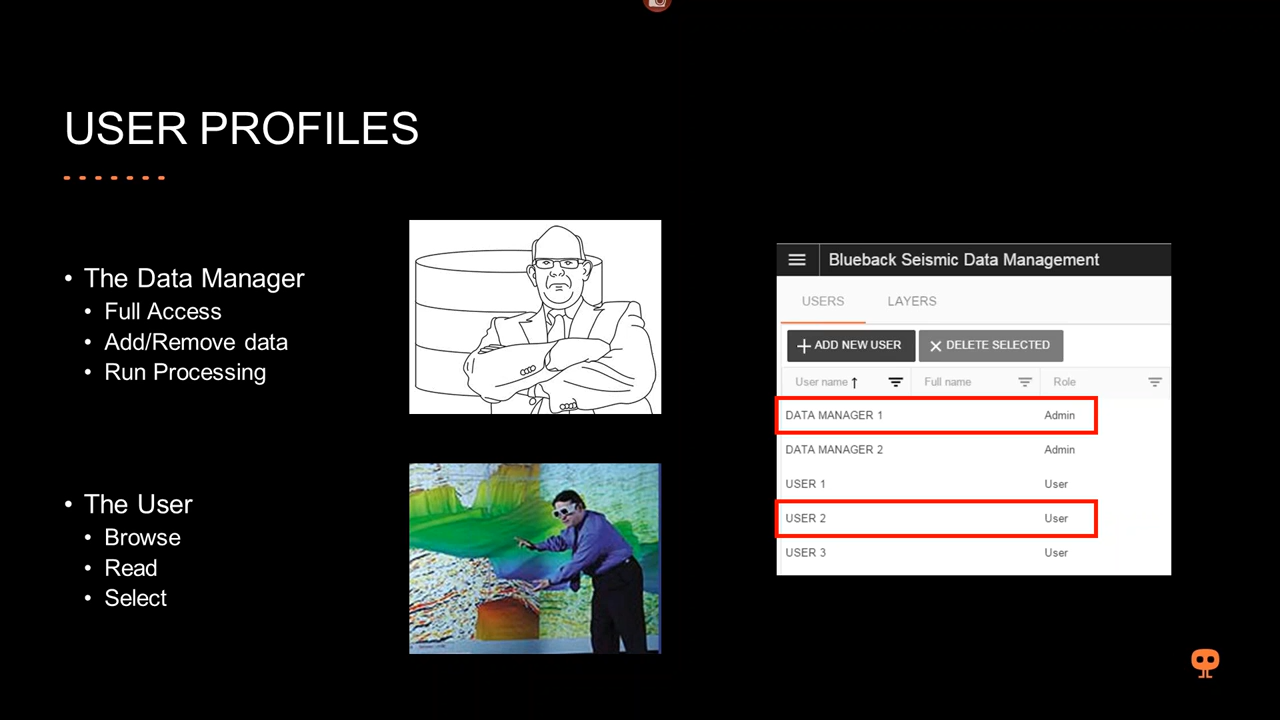 USER PROFILES
• The Data Manager
• Full Access
• Add/Remove data
• Run Processing
• The User
• Browse
• Read
• Select
Blueback Seismic Data Management
USERS LAYERS
ADD NEW USER DELETE SELECTED
User name Full name Role
DATA MANAGER 1 Admin
DATA MANAGER 2 Admin
USER 1 User
USER 2 User
USER 3 User